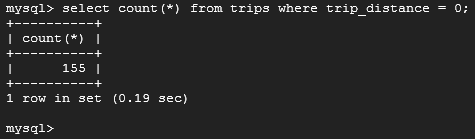 mysql> select count(*) from trips where trip_distance = 0;
+----------+
| count(*) |
+----------+
|      155 |
+----------+
1 row in set (0.19 sec)
mysql>